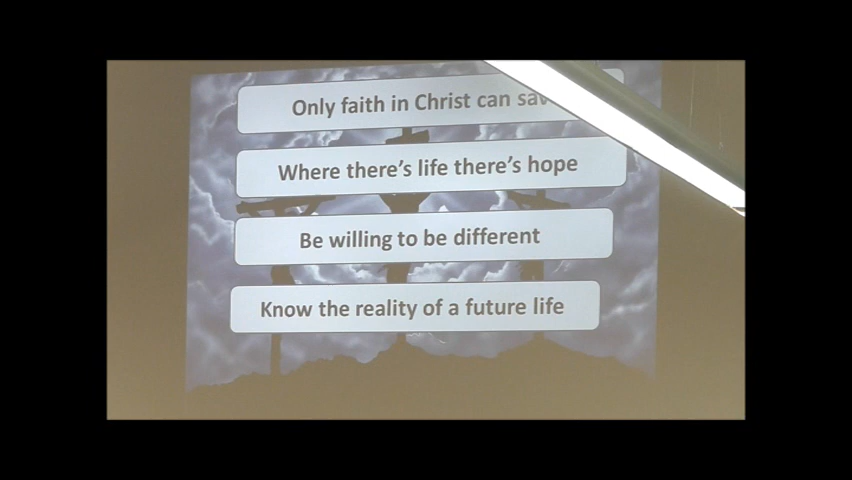 Only faith in Christ can
Where there's life there's hope
Be willing to be different
Know the reality of a future life